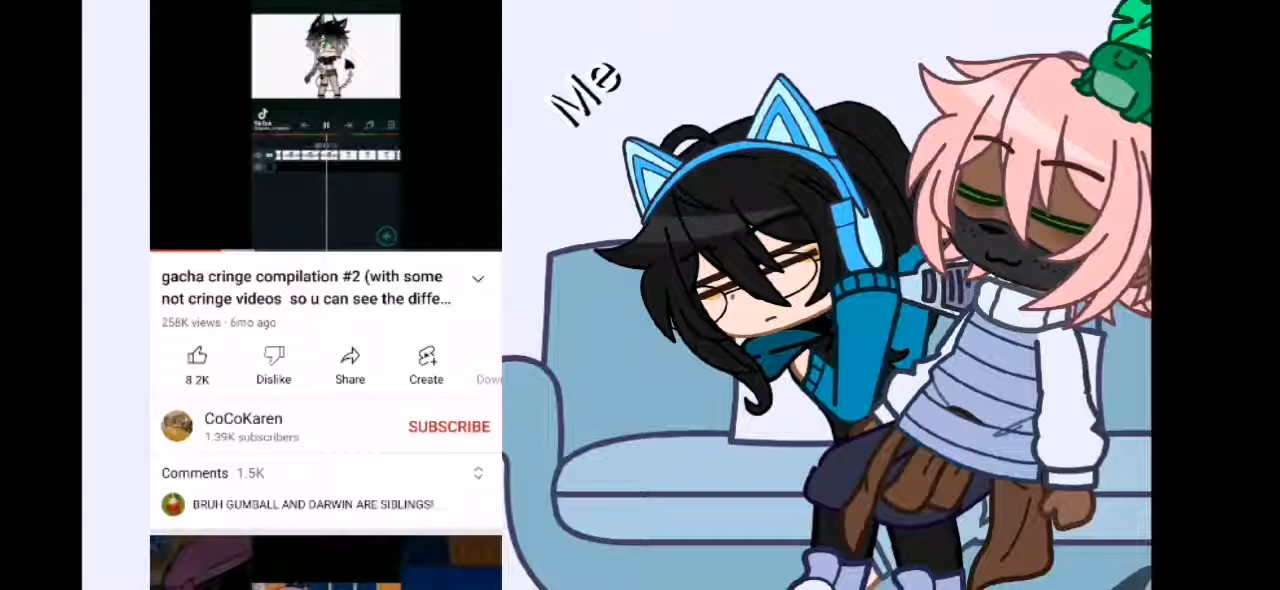 Me
TikTok
gacha cringe compilation #2 (with some
not cringe videos so u can see the diffe...
258K views · 6mo ago
8.2K
Dislike
Share
Create
Dow
CoCoKaren
SUBSCRIBE
1.39K subscribers
Comments 1.5K
BRUH GUMBALL AND DARWIN ARE SIBLINGS!